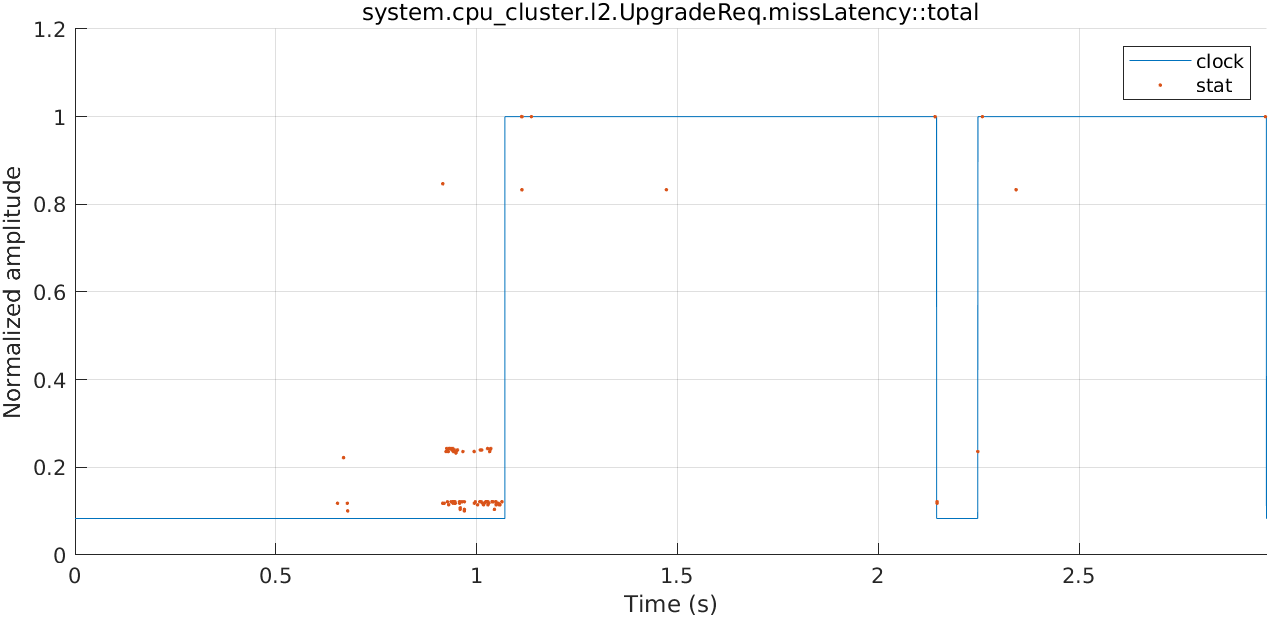 system.cpu_cluster.l2.UpgradeReq.missLatency::total
1.2
1
0.8
0.6
0.4
0.2
0
Normalized amplitude
clock
stat
0
0.5
1
1.5
2
2.5
Time (s)